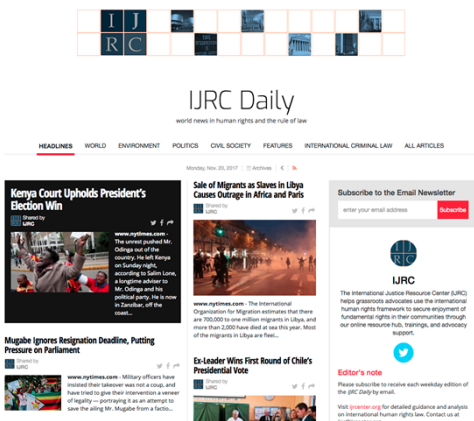 I J
R C
IJRC Daily
world news in human rights and the rule of law
HEADLINES WORLD ENVIRONMENT POLITICS CIVIL SOCIETY FEATURES INTERNATIONAL CRIMINAL LAW ALL ARTICLES
Monday, Nov. 20, 2017 Archives
Kenya Court Upholds President's
Election Win
Shared by
IJRC
www.nytimes.com -
The unrest pushed Mr.
Odinga out of the
country. He left Kenya
on Sunday night,
according to Salim Lone,
a longtime adviser to
Mr. Odinga and his
political party. He is now
in Zanzibar, off the
coast...
Mugabe Ignores Resignation Deadline, Putting
Pressure on Parliament
Shared by
IJRC
www.nytimes.com - Military officers have
insisted their takeover was not a coup, and
have tried to give their intervention a veneer
of legality — portraying it as an attempt to
save the ailing Mr. Mugabe from a factio...
Sale of Migrants as Slaves in Libya
Causes Outrage in Africa and Paris
Shared by
IJRC
www.nytimes.com - The International
Organization for Migration estimates that there
are 700,000 to one million migrants in Libya, and
more than 2,000 have died at sea this year. Most
of the migrants in Libya are fleei...
Ex-Leader Wins First Round of Chile's
Presidential Vote
Shared by
IJRC
Subscribe to the Email Newsletter
enter your email address Subscribe
I J
R C
IJRC
The International Justice Resource Center (IJRC)
helps grassroots advocates use the international
human rights framework to secure enjoyment of
fundamental rights in their communities through
our online resource hub, trainings, and advocacy
support.
Editor's note
Please subscribe to receive each weekday edition of
the IJRC Daily by email.
Visit ijrcenter.org for detailed guidance and analysis
on international human rights law. Contact us at